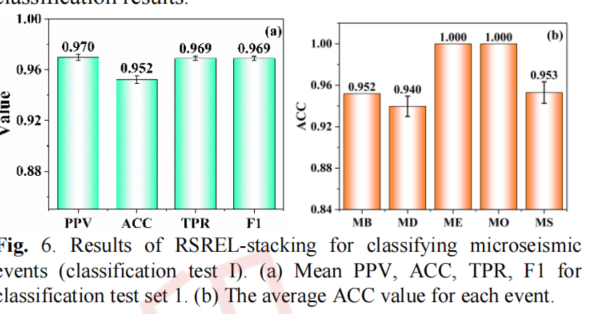 classification results.
1.00
(a)
0.970
0.969 0.969
0.952
0.96
Value
0.92
0.88
PPV ACC TPR F1
(b)
1.000 1.000
1.00
0.952 0.940 0.953
0.96
ACC
0.92
0.88
0.84
MB MD ME MO MS
Fig. 6. Results of RSREL-stacking for classifying microseismic
events (classification test I). (a) Mean PPV, ACC, TPR, F1 for
classification test set 1. (b) The average ACC value for each event.